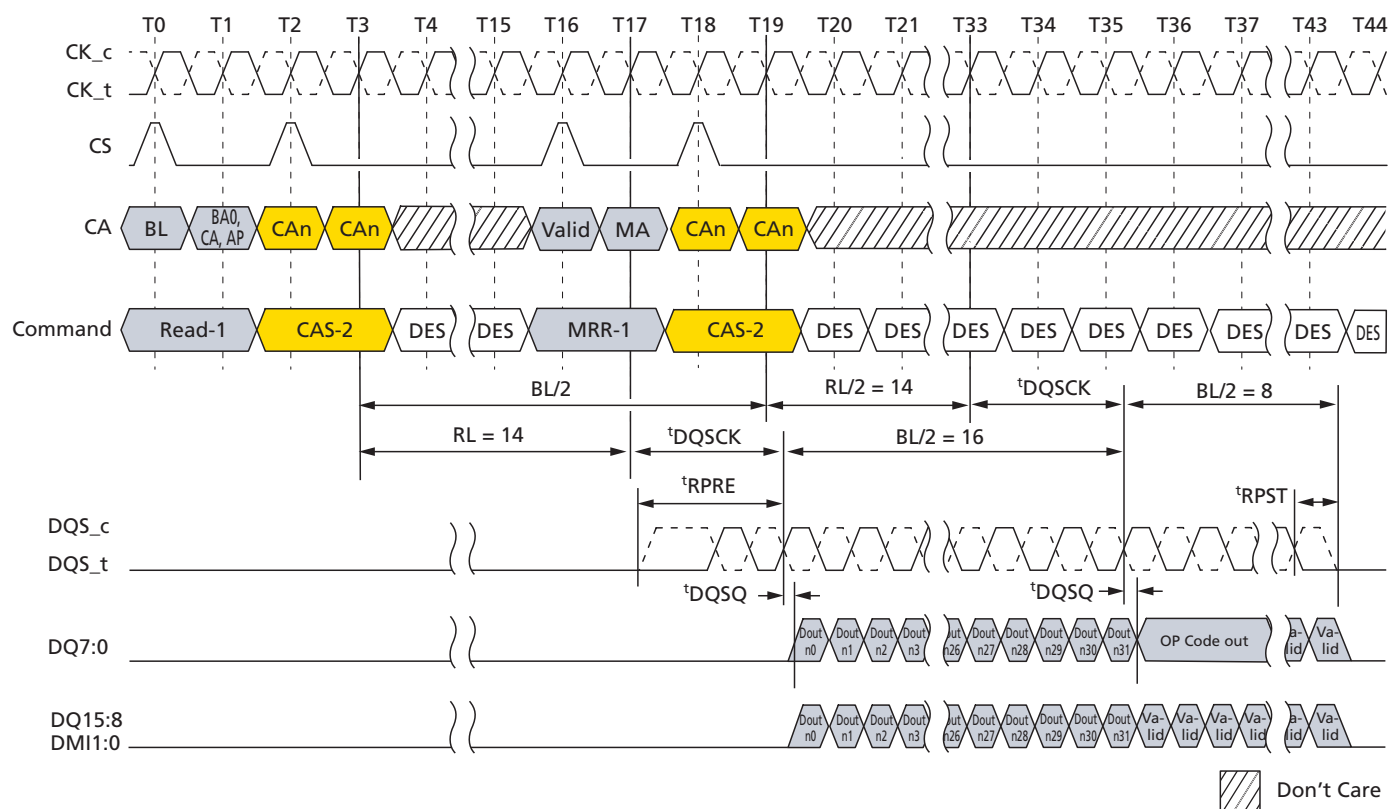 T0 T1 T2 T3 T4 T15 T16 T17 T18 T19 T20 T21 T33 T34 T35 T36 T37 T43 T44
CK_c
CK_t
CS
CA BL BA0, CA, AP CAn CAn Valid MA CAn CAn
Command Read-1 CAS-2 DES DES MRR-1 CAS-2 DES DES DES DES DES DES DES DES DES
BL/2 RL/2 = 14 tDQSCK BL/2 = 8
RL = 14 tDQSCK BL/2 = 16
tRPRE tRPST
DQS_c
DQS_t
tDQSQ tDQSQ
DQ7:0 Dout n0 Dout n1 Dout n2 Dout n3 n26 Dout n27 Dout n28 Dout n29 Dout n30 Dout n31 OP Code out a-lid Va-lid
DQ15:8
DMI1:0 Dout n0 Dout n1 Dout n2 Dout n3 n26 Dout n27 Dout n28 Dout n29 Dout n30 Dout n31 Va-lid Va-lid Va-lid Va-lid a-lid Va-lid
Don't Care